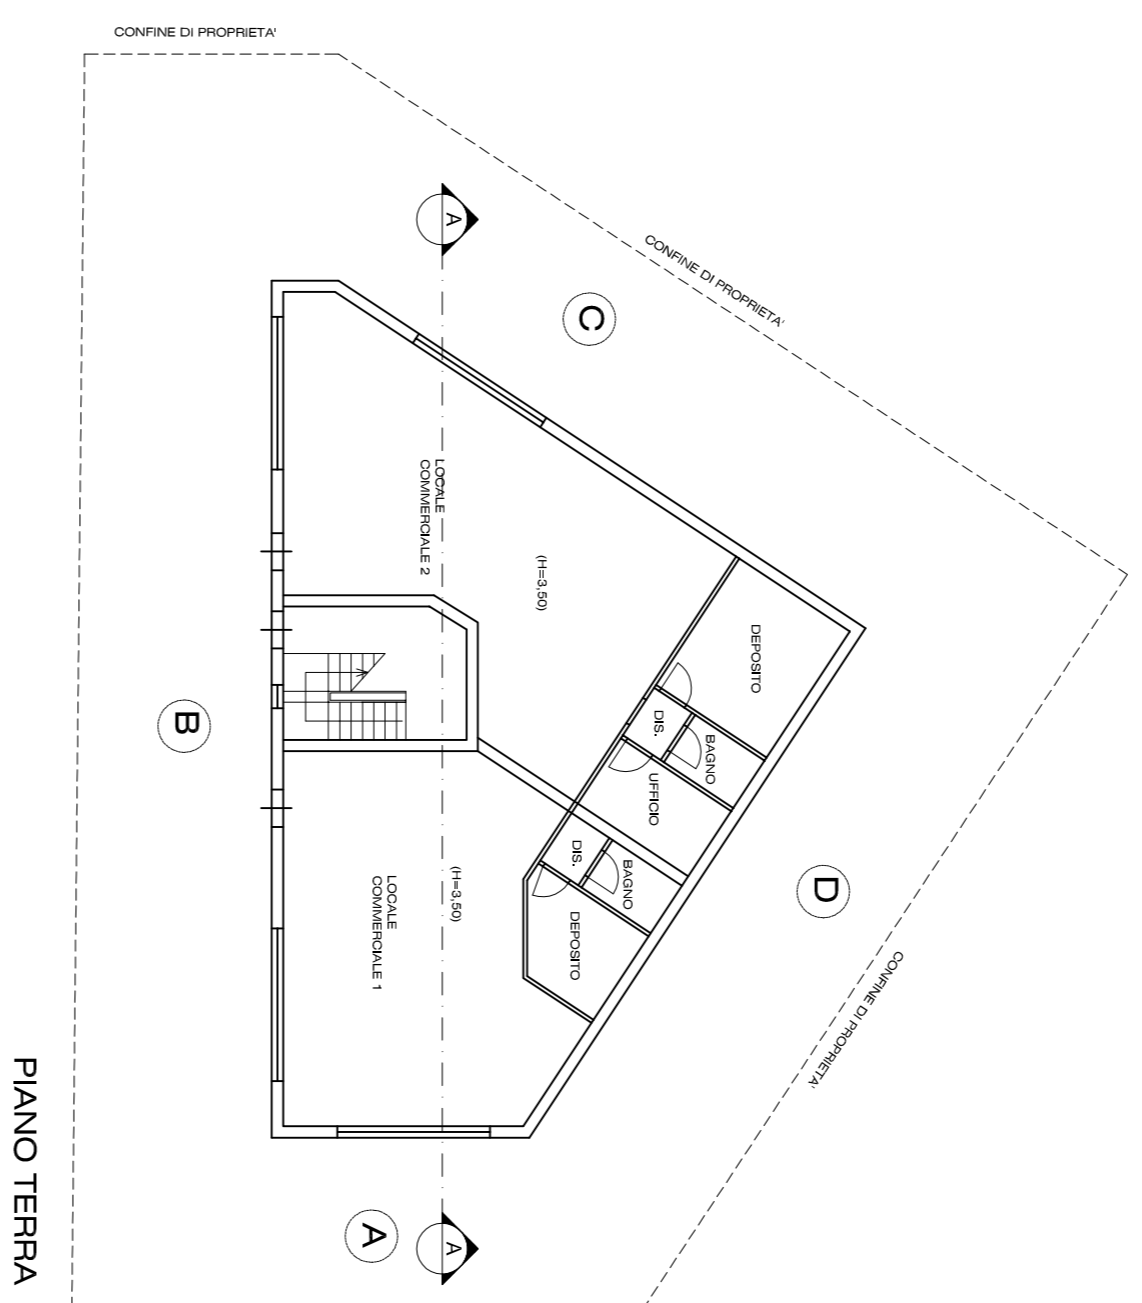 CONFINE DI PROPRIETA'
A
CONFINE DI PROPRIETA'
C
LOCALE
COMMERCIALE 2
(H=3,50)
DEPOSITO
DIS.
BAGNO
UFFICIO
B
DIS.
BAGNO
DEPOSITO
(H=3,50)
LOCALE
COMMERCIALE 1
D
CONFINE DI PROPRIETA'
A
A
PIANO TERRA